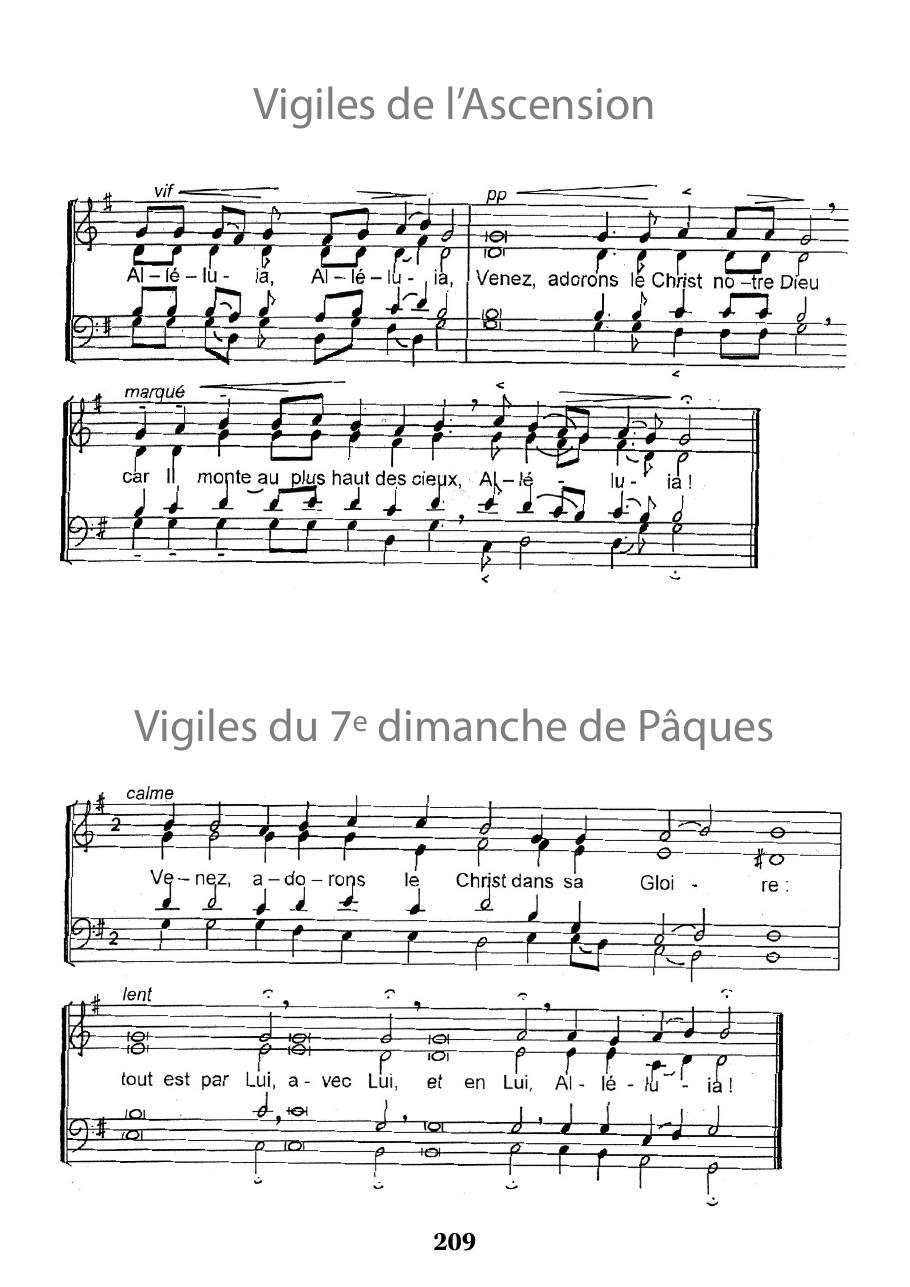 Vigiles de l’Ascension
vif
pp
Al – lé – lu - ia, Al – lé – lu - ia, Venez, adorons le Christ no – tre Dieu
marqué
car Il monte au plus haut des cieux, Al – lé - lu - ia !
Vigiles du 7e dimanche de Pâques
calme
2
Ve – nez, a – do – rons le Christ dans sa Gloi - re :
2
lent
tout est par Lui, a - vec Lui, et en Lui, Al - lé - lu - ia !
209